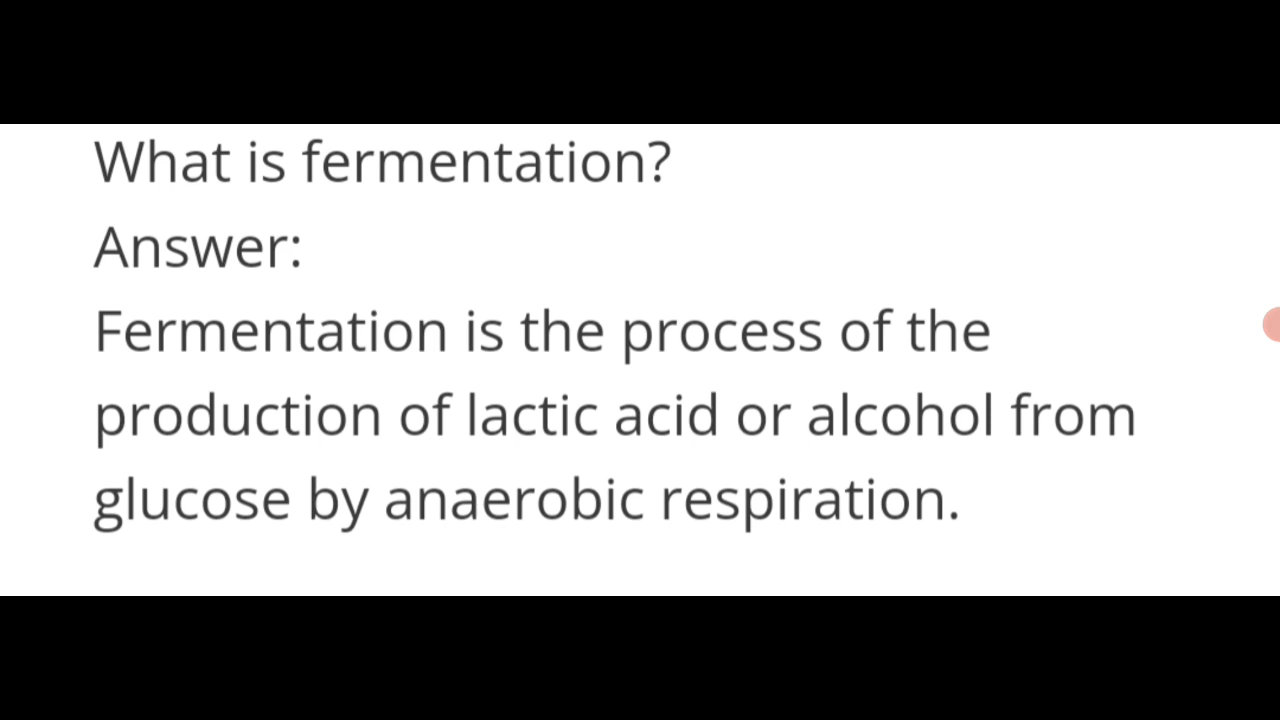 What is fermentation?
Answer:
Fermentation is the process of the
production of lactic acid or alcohol from
glucose by anaerobic respiration.